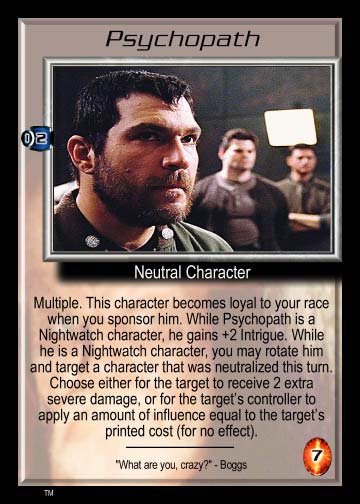 Psychopath
2
Neutral Character
Multiple. This character becomes loyal to your race
when you sponsor him. While Psychopath is a
Nightwatch character, he gains +2 Intrigue. While
he is a Nightwatch character, you may rotate him
and target a character that was neutralized this turn.
Choose either for the target to receive 2 extra
severe damage, or for the target's controller to
apply an amount of influence equal to the target's
printed cost (for no effect).
7
"What are you, crazy?" - Boggs
TM